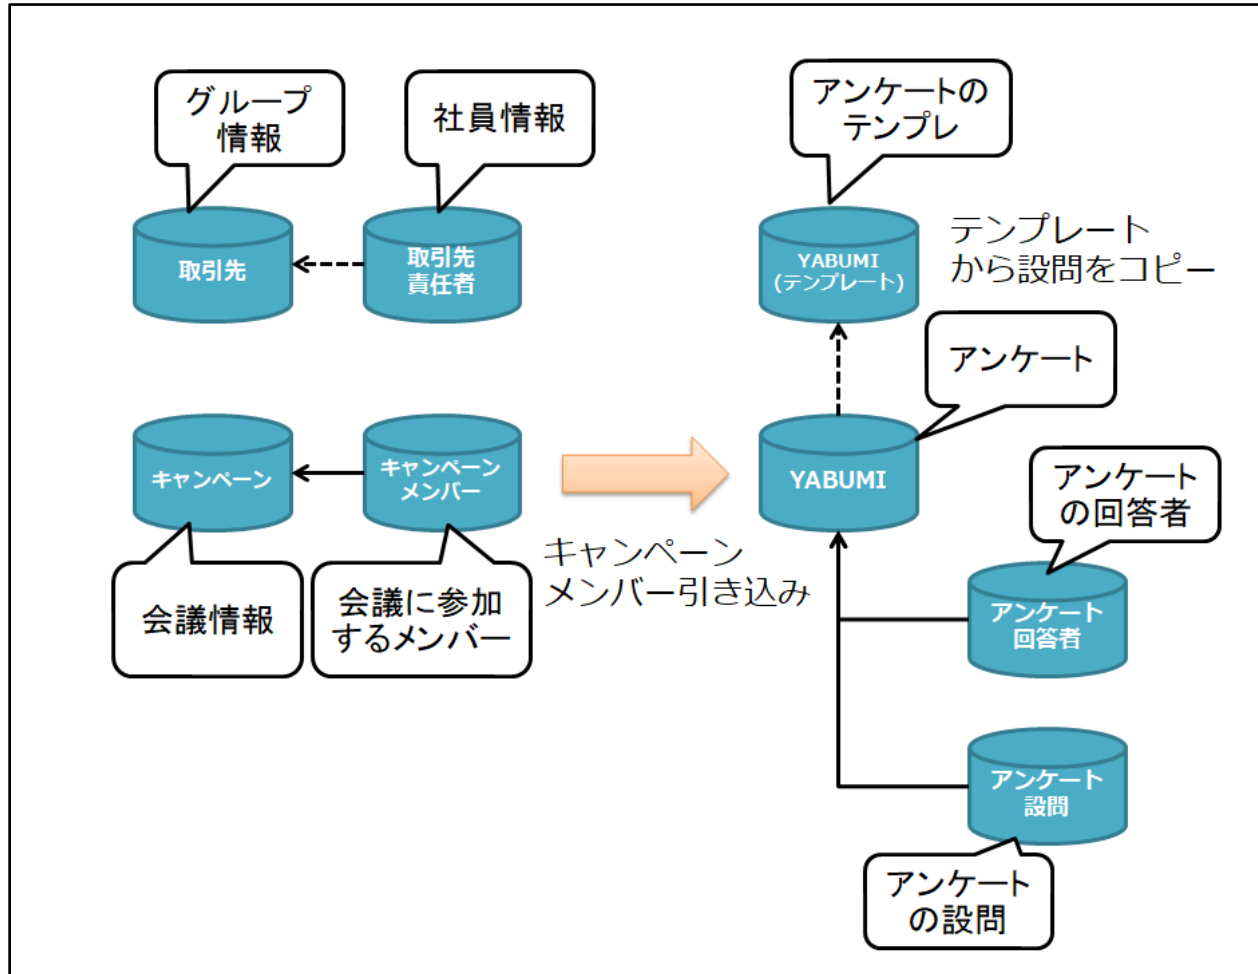 グループ
情報
社員情報
アンケートの
テンプレ
取引先
取引先
責任者
YABUMI
(テンプレート)
テンプレート
から設問をコピー
アンケート
キャンペーン
キャンペーン
メンバー
YABUMI
アンケート
の回答者
キャンペーン
メンバー引き込み
会議情報
会議に参加
するメンバー
アンケート
回答者
アンケート
設問
アンケート
の設問